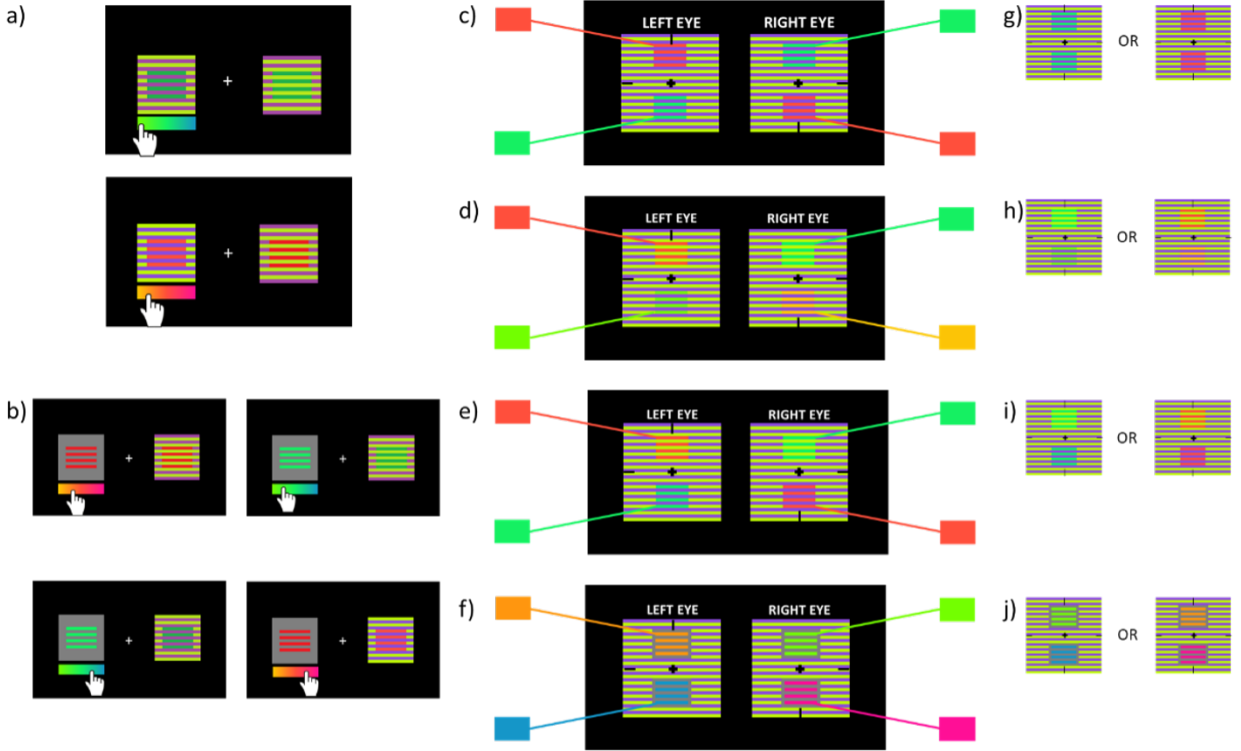 a)
c)
LEFT EYE RIGHT EYE
g)
OR
d)
LEFT EYE RIGHT EYE
h)
OR
b)
e)
LEFT EYE RIGHT EYE
i)
OR
f)
LEFT EYE RIGHT EYE
j)
OR